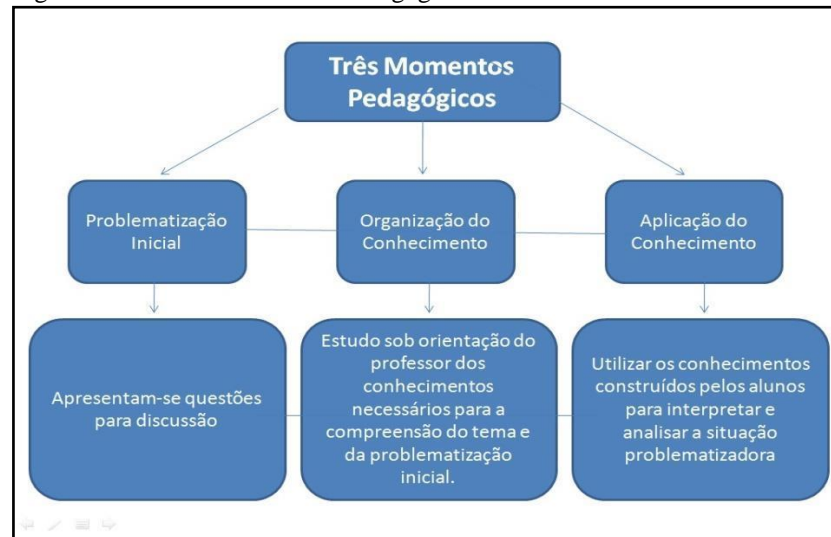 Três Momentos
Pedagógicos
Problematização
Inicial
Organização do
Conhecimento
Aplicação do
Conhecimento
Apresentam-se questões
para discussão
Estudo sob orientação do
professor dos
conhecimentos
necessários para a
compreensão do tema e
da problematização
inicial.
Utilizar os conhecimentos
construídos pelos alunos
para interpretar e
analisar a situação
problematizadora